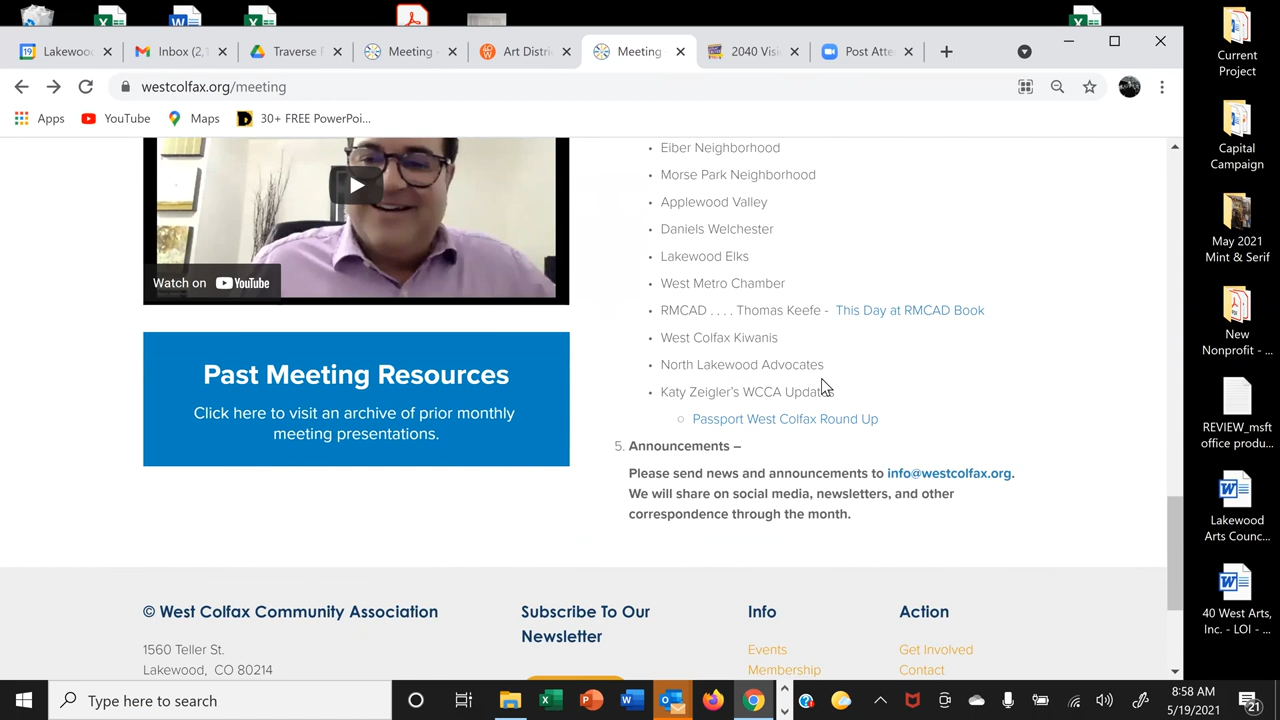 Lakewoo
Inbox (2,
Traverse
Meeting
Art Distri
Meeting
2040 Visi
Post Atte
westcolfax.org/meeting
Apps
YouTube
Maps
30+ FREE PowerPoi...
Watch on YouTube
Past Meeting Resources
Click here to visit an archive of prior monthly
meeting presentations.
• Eiber Neighborhood
• Morse Park Neighborhood
• Applewood Valley
• Daniels Welchester
• Lakewood Elks
• West Metro Chamber
• RMCAD . . . . Thomas Keefe - This Day at RMCAD Book
• West Colfax Kiwanis
• North Lakewood Advocates
• Katy Zeigler's WCCA Updates
○ Passport West Colfax Round Up
5. Announcements –
Please send news and announcements to info@westcolfax.org.
We will share on social media, newsletters, and other
correspondence through the month.
© West Colfax Community Association
1560 Teller St.
Lakewood, CO 80214
Subscribe To Our
Newsletter
Info
Events
Membership
Action
Get Involved
Contact
Current
Project
Capital
Campaign
May 2021
Mint & Serif
New
Nonprofit - ...
REVIEW_msft
office produ...
Lakewood
Arts Counc...
40 West Arts,
Inc. - LOI - ...
Type here to search
8:58 AM
5/19/2021
21